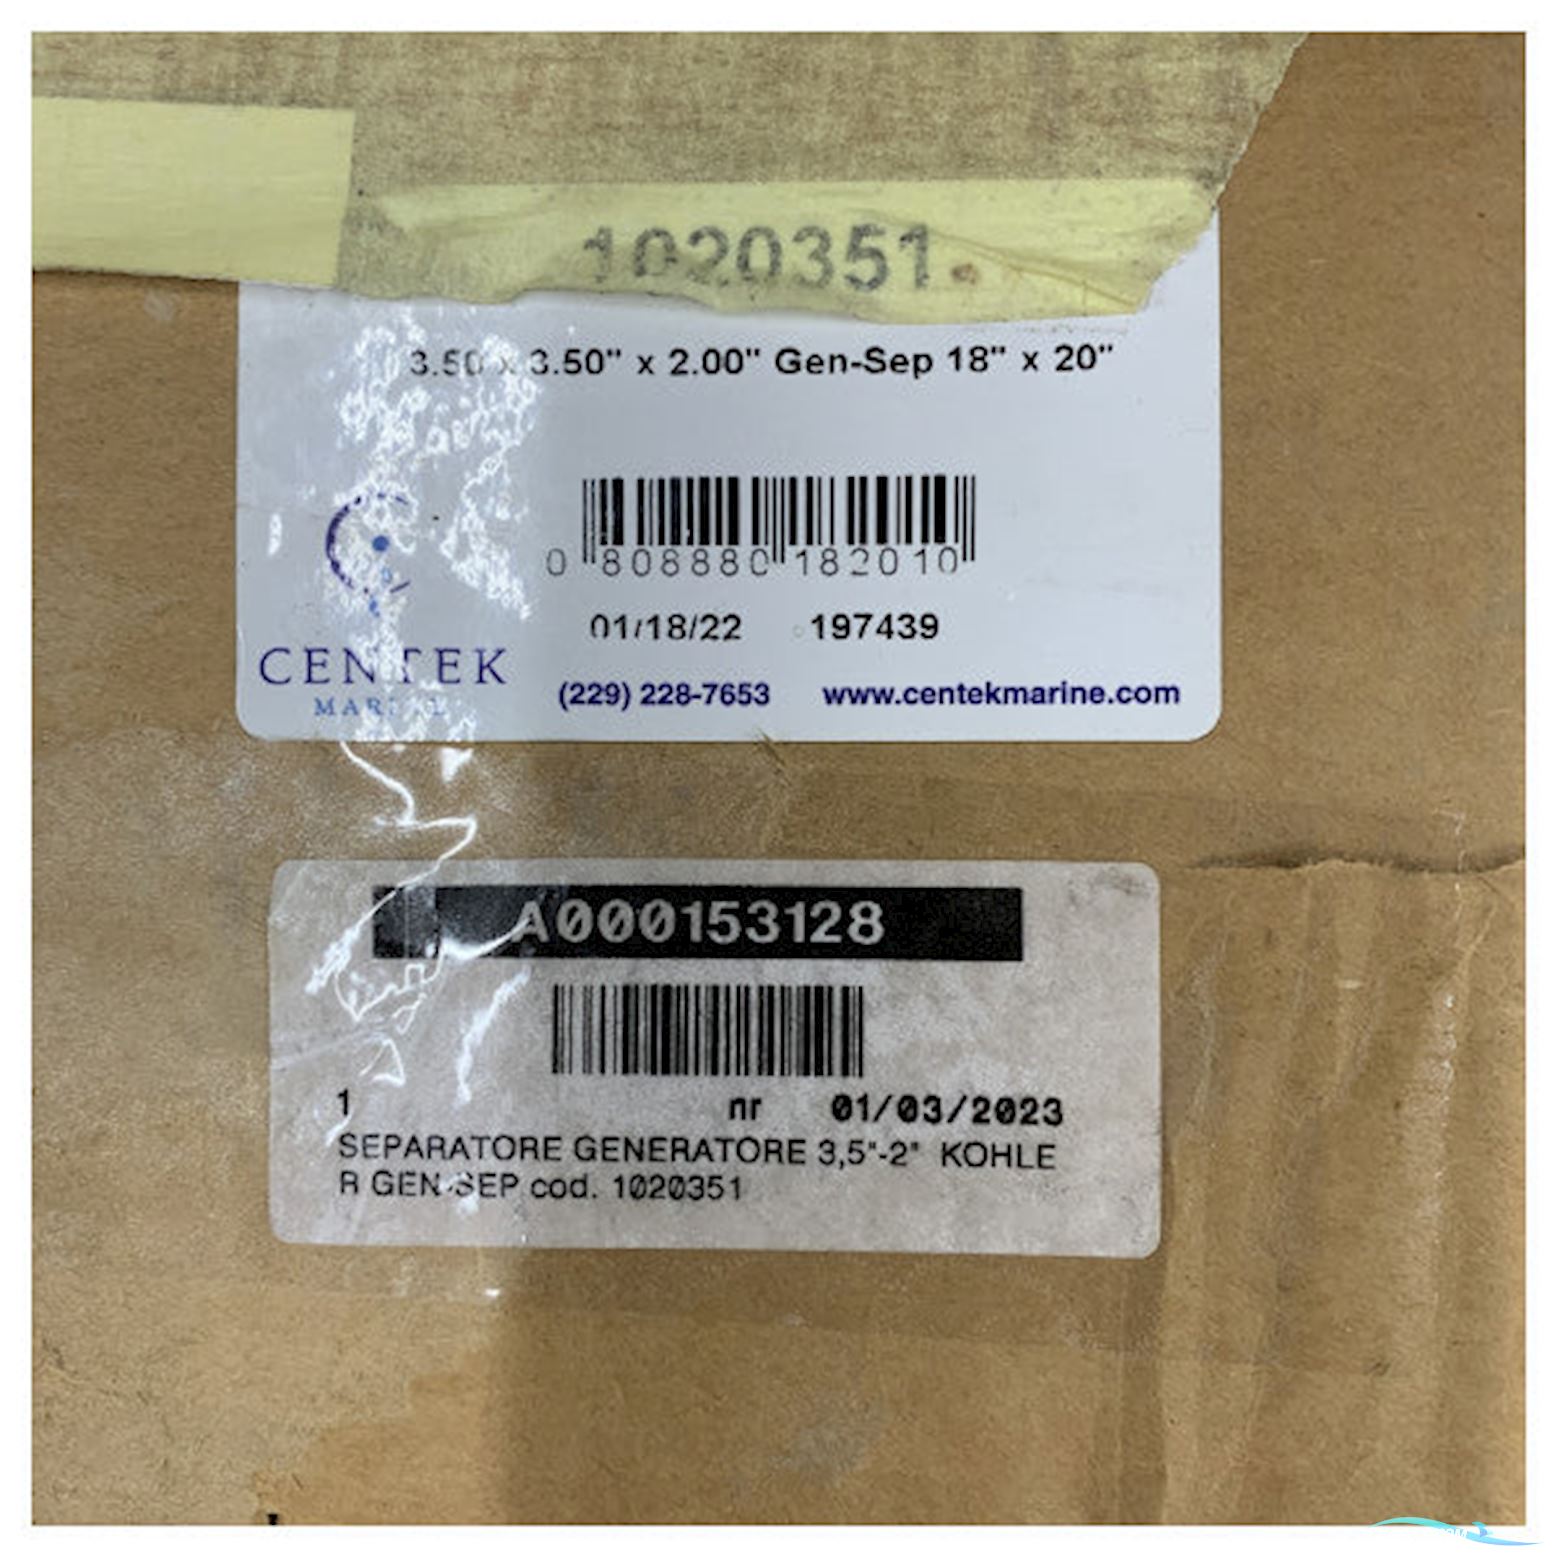 1020351
3.50 x 3.50" x 2.00" Gen-Sep 18" x 20"
0 808880 182010
01/18/22 197439
CENTEK
(229) 228-7653 www.centekmarine.com
A000153128
1 nr 01/03/2023
SEPARATORE GENERATORE 3,5"-2" KOHLE
R GEN-SEP cod. 1020351